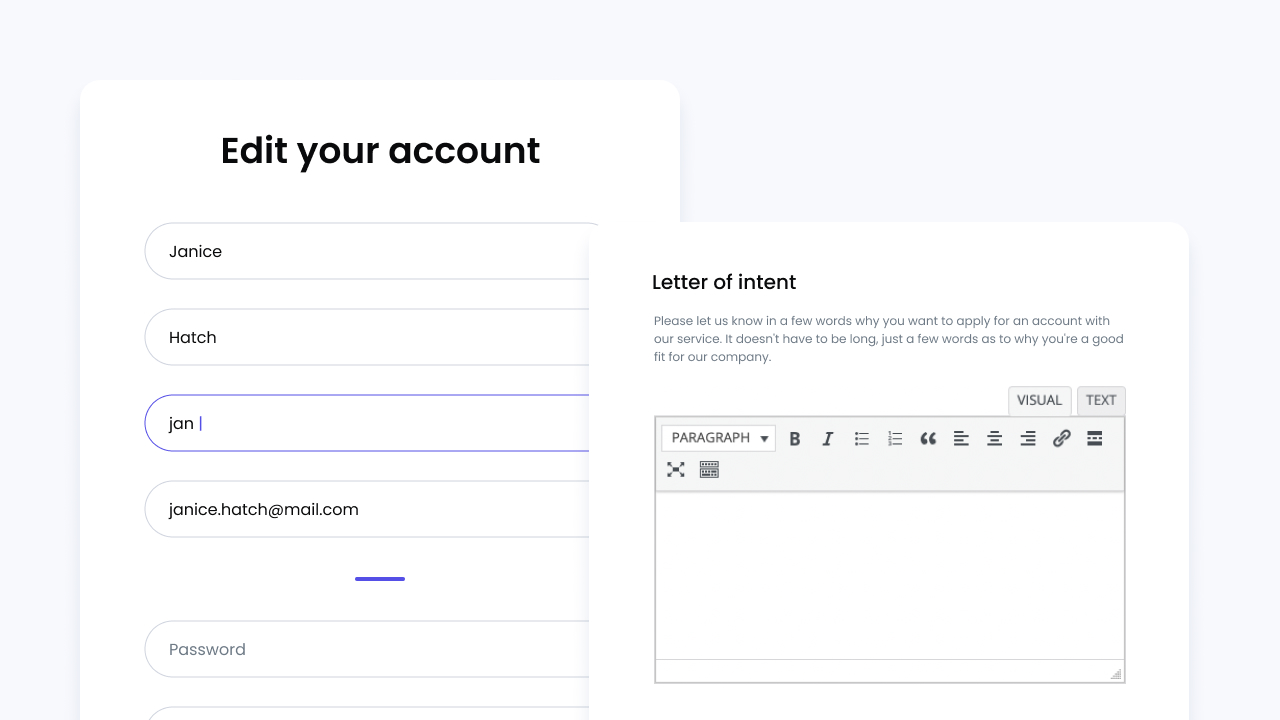 Edit your account
Janice
Hatch
jan
janice.hatch@mail.com
Password
Letter of intent
Please let us know in a few words why you want to apply for an account with
our service. It doesn't have to be long, just a few words as to why you're a good
fit for our company.
VISUAL TEXT
PARAGRAPH B I